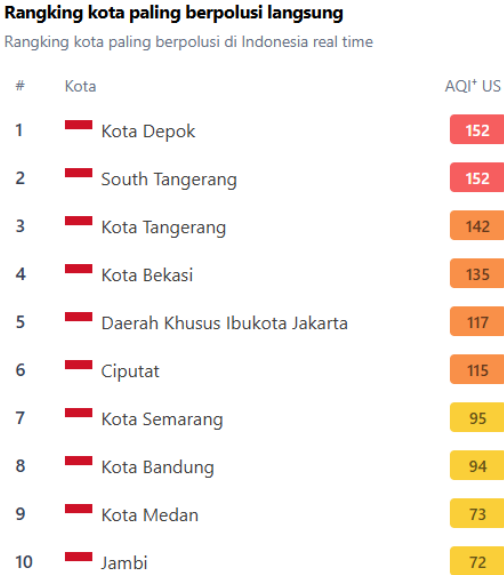 Rangking kota paling berpolusi langsung
Rangking kota paling berpolusi di Indonesia real time
# Kota AQI⁺ US
1 Kota Depok 152
2 South Tangerang 152
3 Kota Tangerang 142
4 Kota Bekasi 135
5 Daerah Khusus Ibukota Jakarta 117
6 Ciputat 115
7 Kota Semarang 95
8 Kota Bandung 94
9 Kota Medan 73
10 Jambi 72